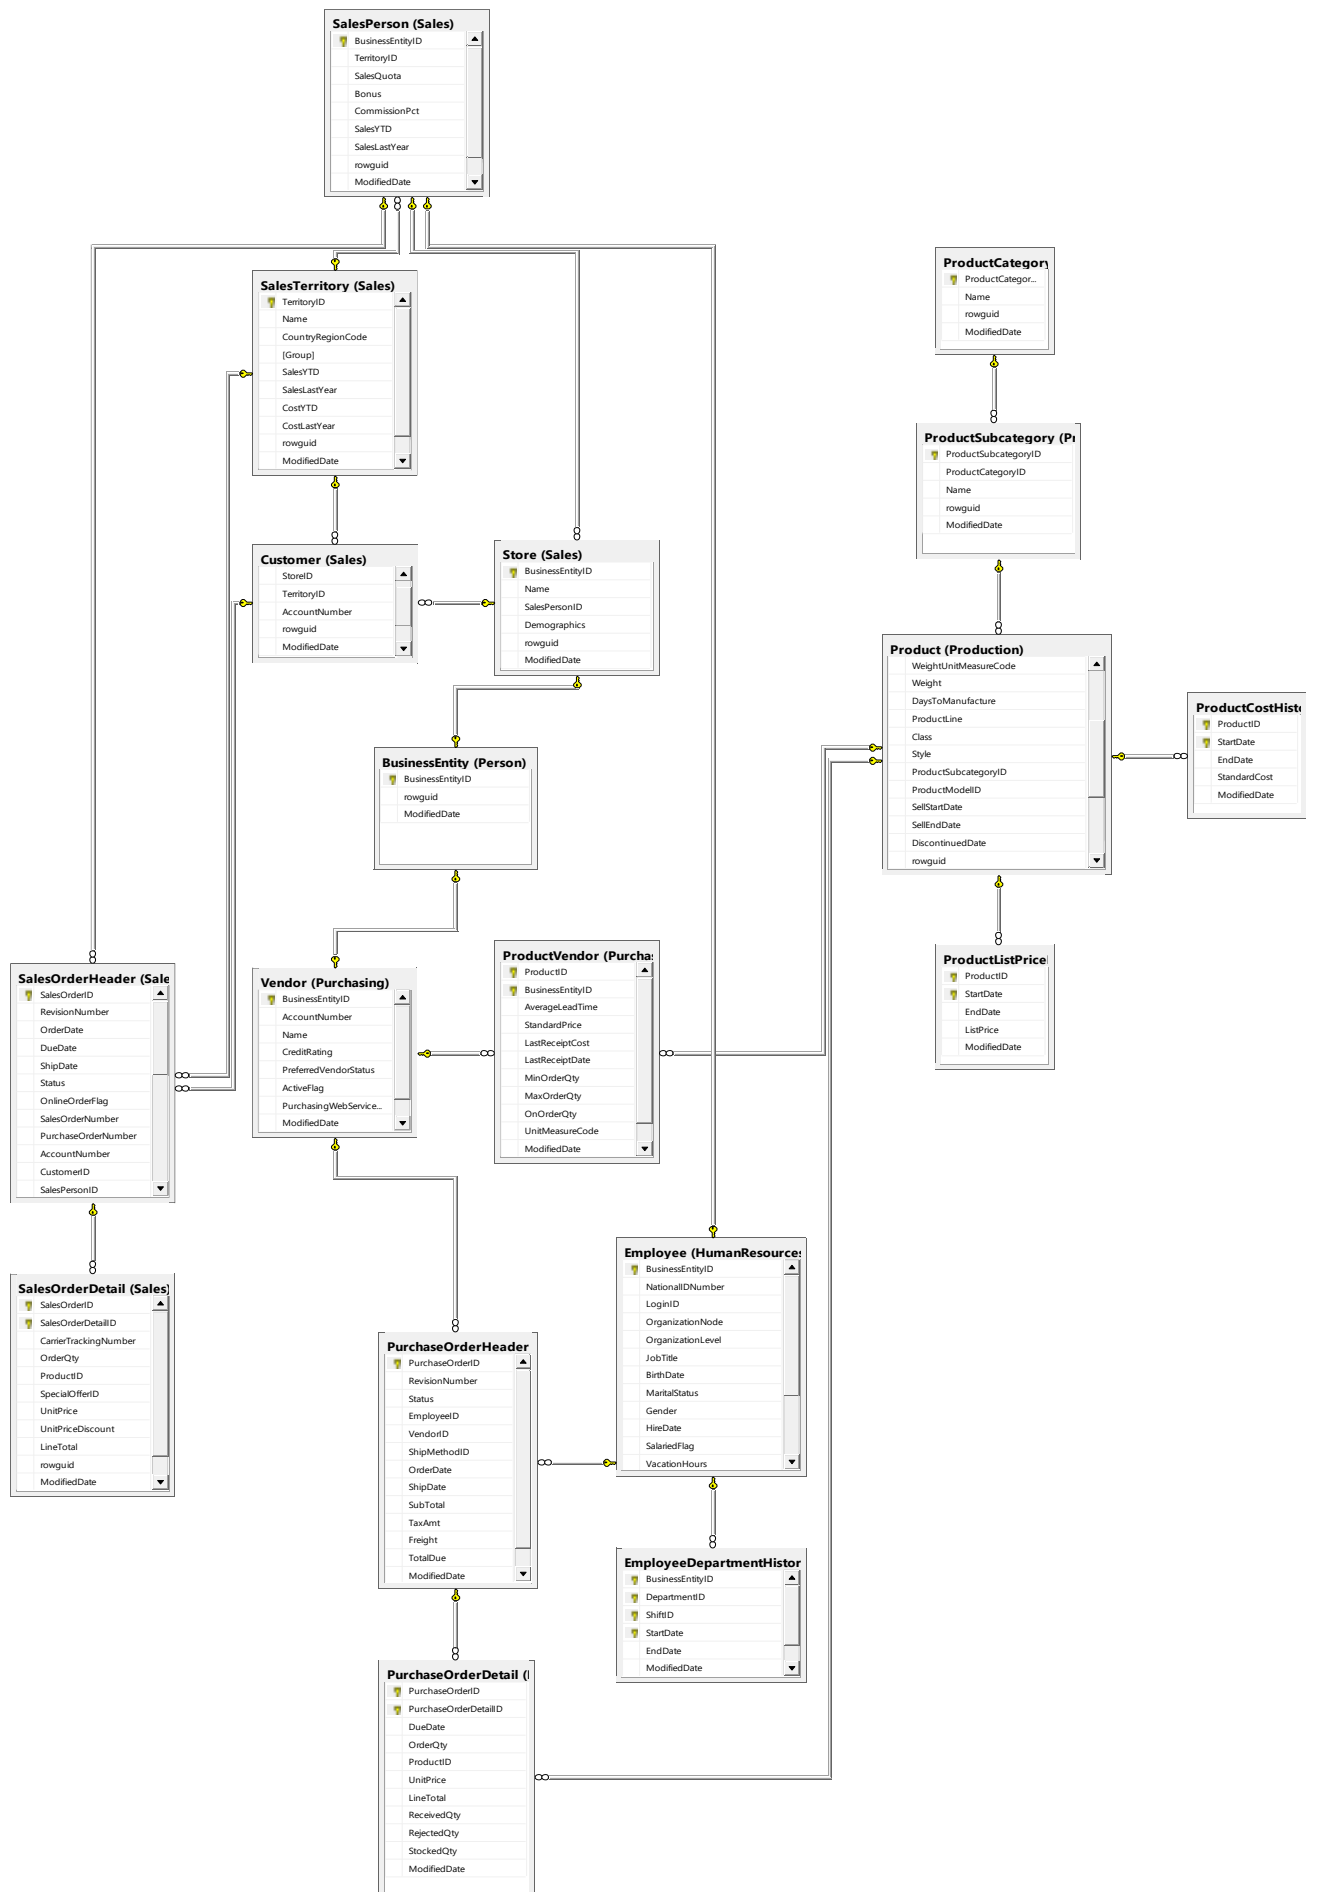 SalesPerson (Sales)
BusinessEntityID
TerritoryID
SalesQuota
Bonus
CommissionPct
SalesYTD
SalesLastYear
rowguid
ModifiedDate
SalesTerritory (Sales)
TerritoryID
Name
CountryRegionCode
[Group]
SalesYTD
SalesLastYear
CostYTD
CostLastYear
rowguid
ModifiedDate
ProductCategory
ProductCategor...
Name
rowguid
ModifiedDate
ProductSubcategory (Pr
ProductSubcategoryID
ProductCategoryID
Name
rowguid
ModifiedDate
Customer (Sales)
StoreID
TerritoryID
AccountNumber
rowguid
ModifiedDate
Store (Sales)
BusinessEntityID
Name
SalesPersonID
Demographics
rowguid
ModifiedDate
Product (Production)
WeightUnitMeasureCode
Weight
DaysToManufacture
ProductLine
Class
Style
ProductSubcategoryID
ProductModelID
SellStartDate
SellEndDate
DiscontinuedDate
rowguid
ProductCostHisto
ProductID
StartDate
EndDate
StandardCost
ModifiedDate
BusinessEntity (Person)
BusinessEntityID
rowguid
ModifiedDate
ProductListPrice
ProductID
StartDate
EndDate
ListPrice
ModifiedDate
SalesOrderHeader (Sale
SalesOrderID
RevisionNumber
OrderDate
DueDate
ShipDate
Status
OnlineOrderFlag
SalesOrderNumber
PurchaseOrderNumber
AccountNumber
CustomerID
SalesPersonID
Vendor (Purchasing)
BusinessEntityID
AccountNumber
Name
CreditRating
PreferredVendorStatus
ActiveFlag
PurchasingWebService...
ModifiedDate
ProductVendor (Purchas
ProductID
BusinessEntityID
AverageLeadTime
StandardPrice
LastReceiptCost
LastReceiptDate
MinOrderQty
MaxOrderQty
OnOrderQty
UnitMeasureCode
ModifiedDate
SalesOrderDetail (Sales)
SalesOrderID
SalesOrderDetailID
CarrierTrackingNumber
OrderQty
ProductID
SpecialOfferID
UnitPrice
UnitPriceDiscount
LineTotal
rowguid
ModifiedDate
Employee (HumanResources
BusinessEntityID
NationalIDNumber
LoginID
OrganizationNode
OrganizationLevel
JobTitle
BirthDate
MaritalStatus
Gender
HireDate
SalariedFlag
VacationHours
PurchaseOrderHeader
PurchaseOrderID
RevisionNumber
Status
EmployeeID
VendorID
ShipMethodID
OrderDate
ShipDate
SubTotal
TaxAmt
Freight
TotalDue
ModifiedDate
EmployeeDepartmentHistor
BusinessEntityID
DepartmentID
ShiftID
StartDate
EndDate
ModifiedDate
PurchaseOrderDetail (
PurchaseOrderID
PurchaseOrderDetailID
DueDate
OrderQty
ProductID
UnitPrice
LineTotal
ReceivedQty
RejectedQty
StockedQty
ModifiedDate